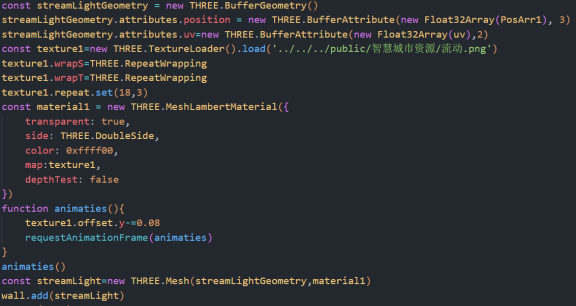 const streamLightGeometry = new THREE.BufferGeometry()
streamLightGeometry.attributes.position = new THREE.BufferAttribute(new Float32Array(PosArr1), 3)
streamLightGeometry.attributes.uv=new THREE.BufferAttribute(new Float32Array(uv),2)
const texture1=new THREE.TextureLoader().load('../../../public/智慧城市资源/流动.png')
texture1.wrapS=THREE.RepeatWrapping
texture1.wrapT=THREE.RepeatWrapping
texture1.repeat.set(18,3)
const material1 = new THREE.MeshLambertMaterial({
    transparent: true,
    side: THREE.DoubleSide,
    color: 0xffff00,
    map:texture1,
    depthTest: false
})
function animaties(){
    texture1.offset.y-=0.08
    requestAnimationFrame(animaties)
}
animaties()
const streamLight=new THREE.Mesh(streamLightGeometry,material1)
wall.add(streamLight)